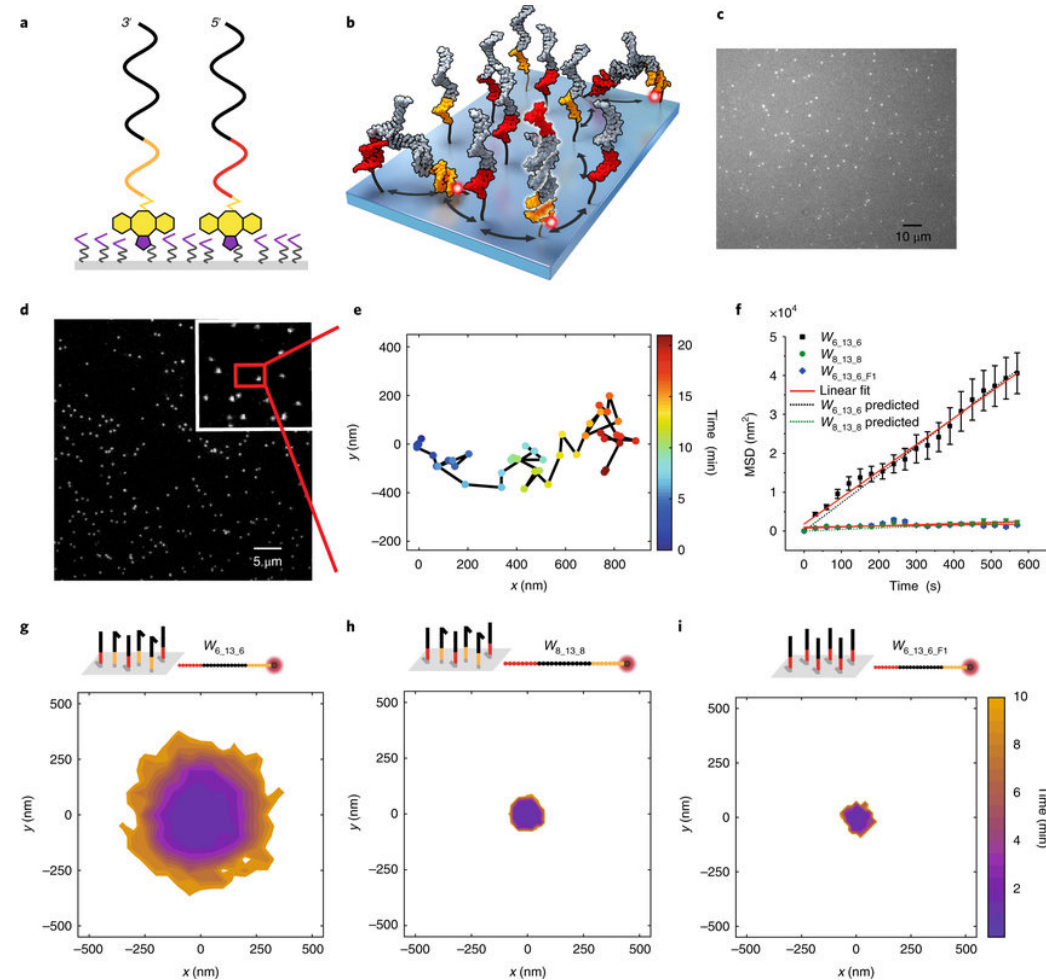 a
3′ 5′
b
c
10 μm
d
5 μm
e
400
200
0
−400
−200
0 200 400 600 800
x (nm)
y (nm)
20
15
10
5
0
Time (min)
f
×10⁴
5
4
3
2
1
0
0 100 200 300 400 500 600
MSD (nm²)
Time (s)
W6_13_6
W8_13_8
W6_13_6_F1
Linear fit
W6_13_6 predicted
W8_13_8 predicted
g
W6_13_6
500
250
0
−250
−500
−500 −250 0 250 500
y (nm)
x (nm)
h
W8_13_8
500
250
0
−250
−500
−500 −250 0 250 500
y (nm)
x (nm)
i
W6_13_6_F1
500
250
0
−250
−500
−500 −250 0 250 500
y (nm)
x (nm)
10
8
6
4
2
Time (min)